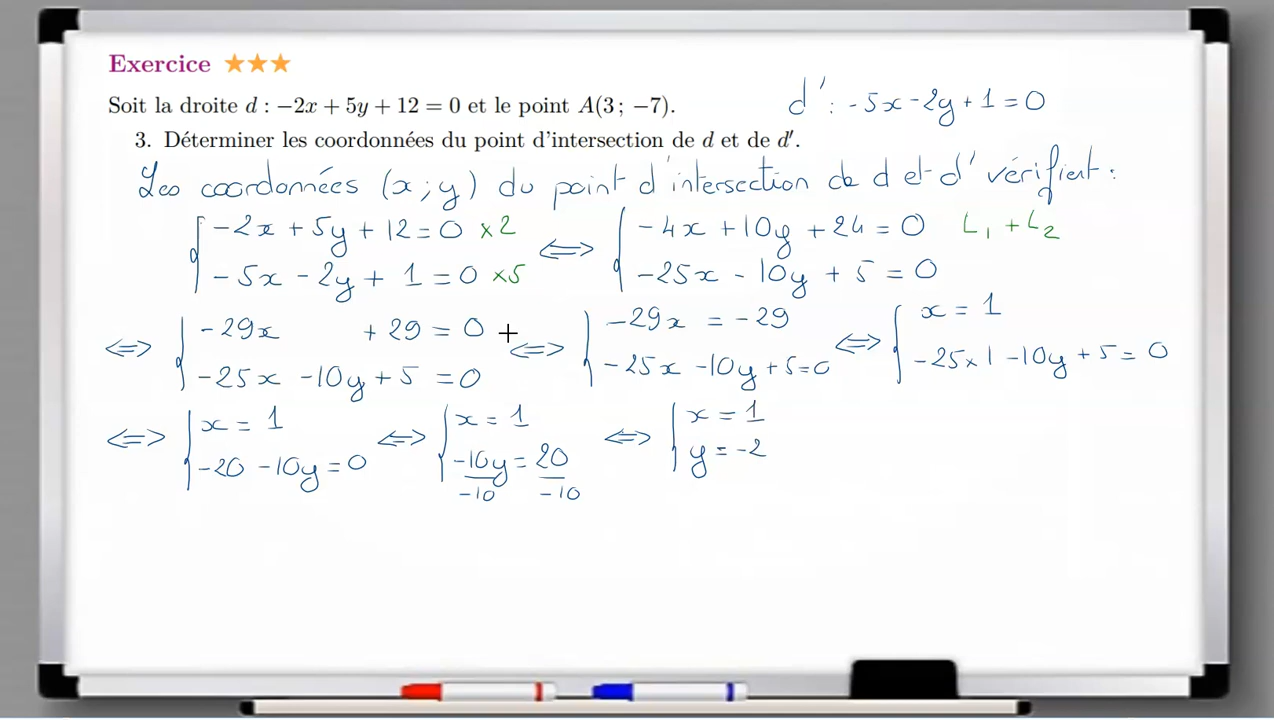 Exercice ★★★
Soit la droite d : −2x + 5y + 12 = 0 et le point A(3 ; −7).
d' : -5x -2y + 1 = 0
3. Déterminer les coordonnées du point d'intersection de d et de d'.
Les coordonnées (x ; y) du point d'intersection de d et d' vérifient :
{ -2x + 5y + 12 = 0 ×2 ⟺ { -4x + 10y + 24 = 0 L1 + L2
-5x - 2y + 1 = 0 ×5 -25x - 10y + 5 = 0
⟺ { -29x + 29 = 0 ⟺ { -29x = -29 ⟺ { x = 1
-25x - 10y + 5 = 0 -25x - 10y + 5 = 0 -25×1 - 10y + 5 = 0
⟺ { x = 1 ⟺ { x = 1 ⟺ { x = 1
-20 - 10y = 0 -10y = 20 y = -2
-10 -10